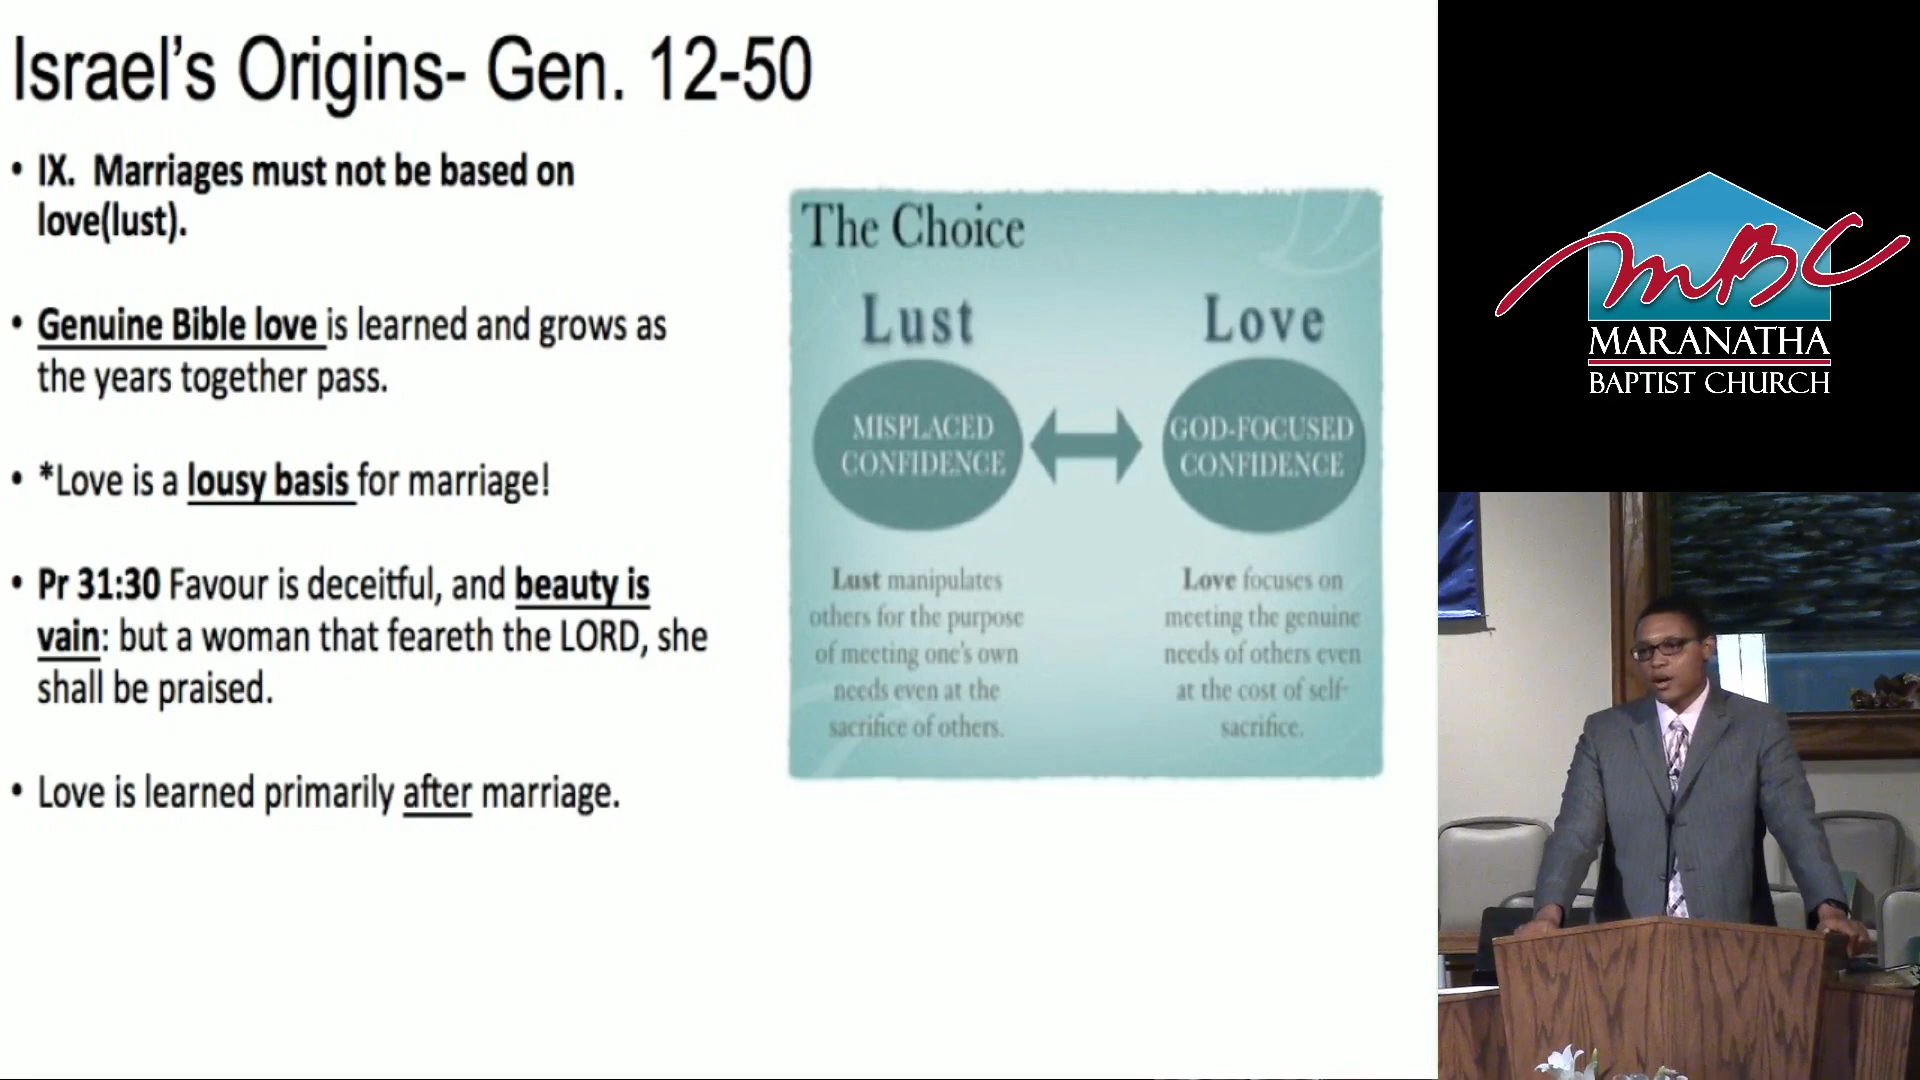 Israel's Origins- Gen. 12-50
• IX.  Marriages must not be based on
love(lust).
• Genuine Bible love is learned and grows as
the years together pass.
• *Love is a lousy basis for marriage!
• Pr 31:30 Favour is deceitful, and beauty is
vain: but a woman that feareth the LORD, she
shall be praised.
• Love is learned primarily after marriage.
The Choice
Lust
MISPLACED
CONFIDENCE
Lust manipulates
others for the purpose
of meeting one's own
needs even at the
sacrifice of others.
Love
GOD-FOCUSED
CONFIDENCE
Love focuses on
meeting the genuine
needs of others even
at the cost of self-
sacrifice.
MBC
MARANATHA
BAPTIST CHURCH